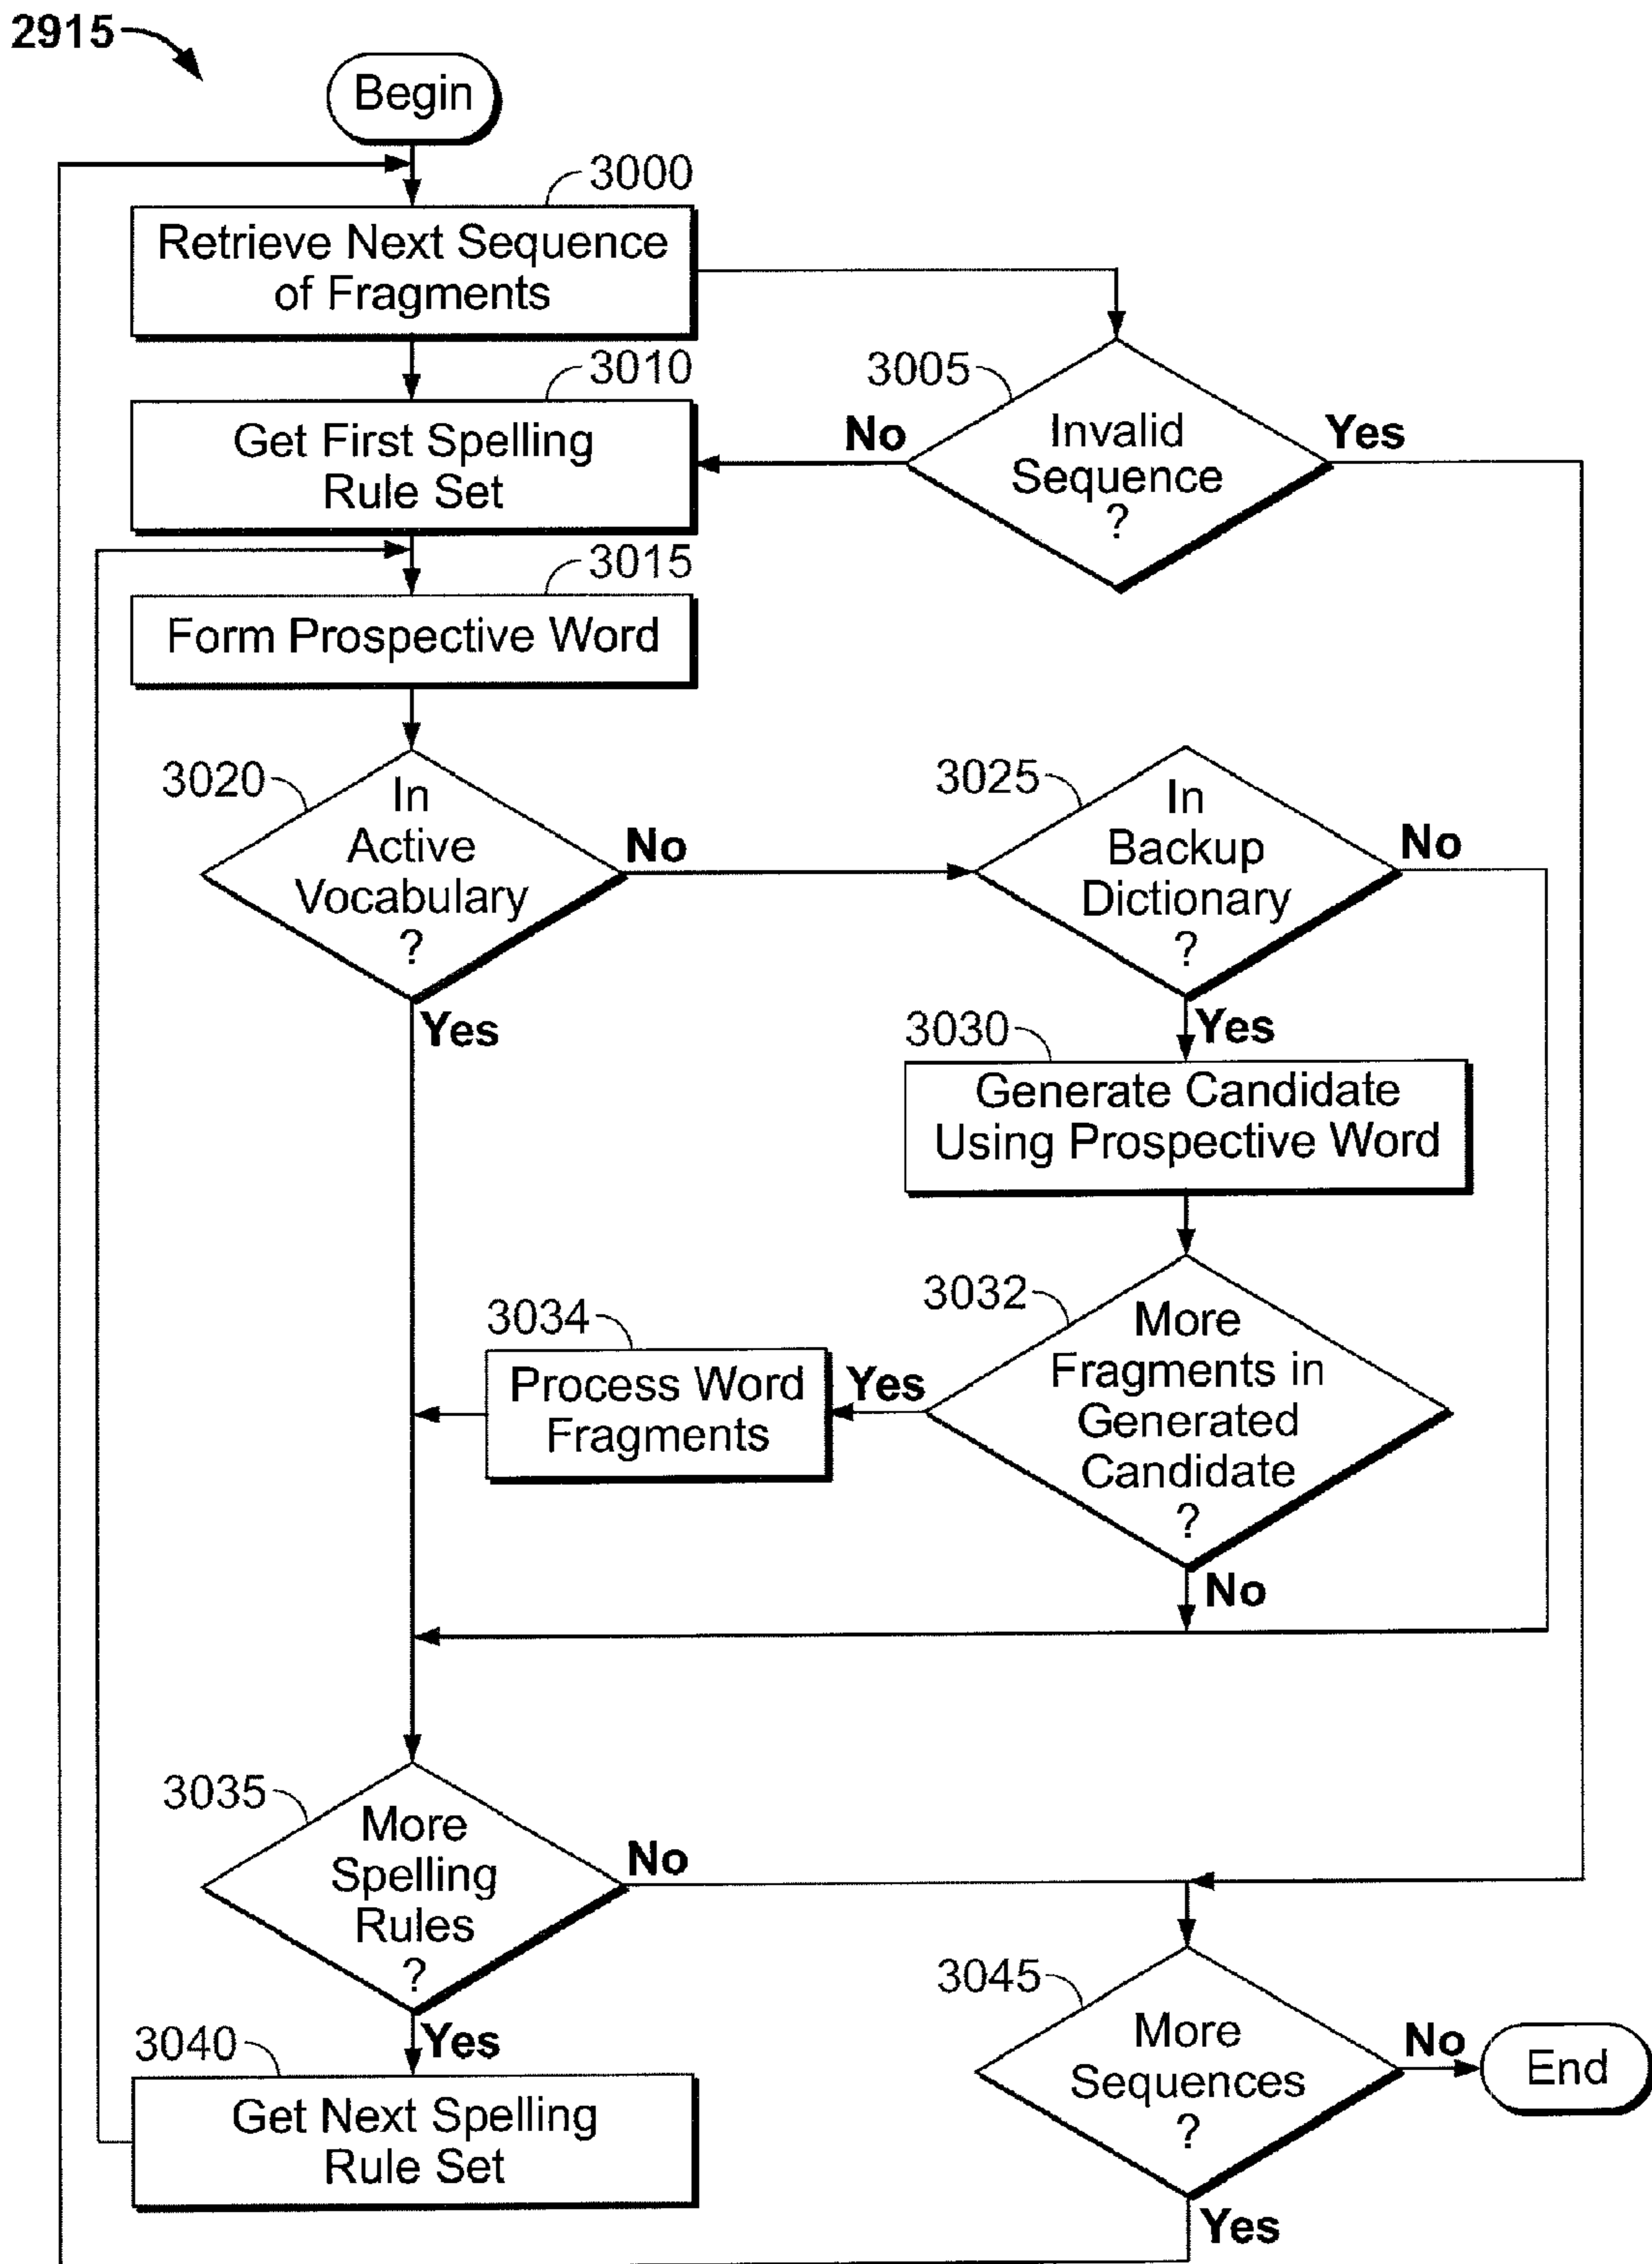 2915
Begin
3000
Retrieve Next Sequence
of Fragments
3010
Get First Spelling
Rule Set
3005
Invalid
Sequence
?
No
Yes
3015
Form Prospective Word
3020
In
Active
Vocabulary
?
No
Yes
3025
In
Backup
Dictionary
?
No
Yes
3030
Generate Candidate
Using Prospective Word
3032
More
Fragments in
Generated
Candidate
?
Yes
No
3034
Process Word
Fragments
3035
More
Spelling
Rules
?
No
Yes
3040
Get Next Spelling
Rule Set
3045
More
Sequences
?
No
End
Yes